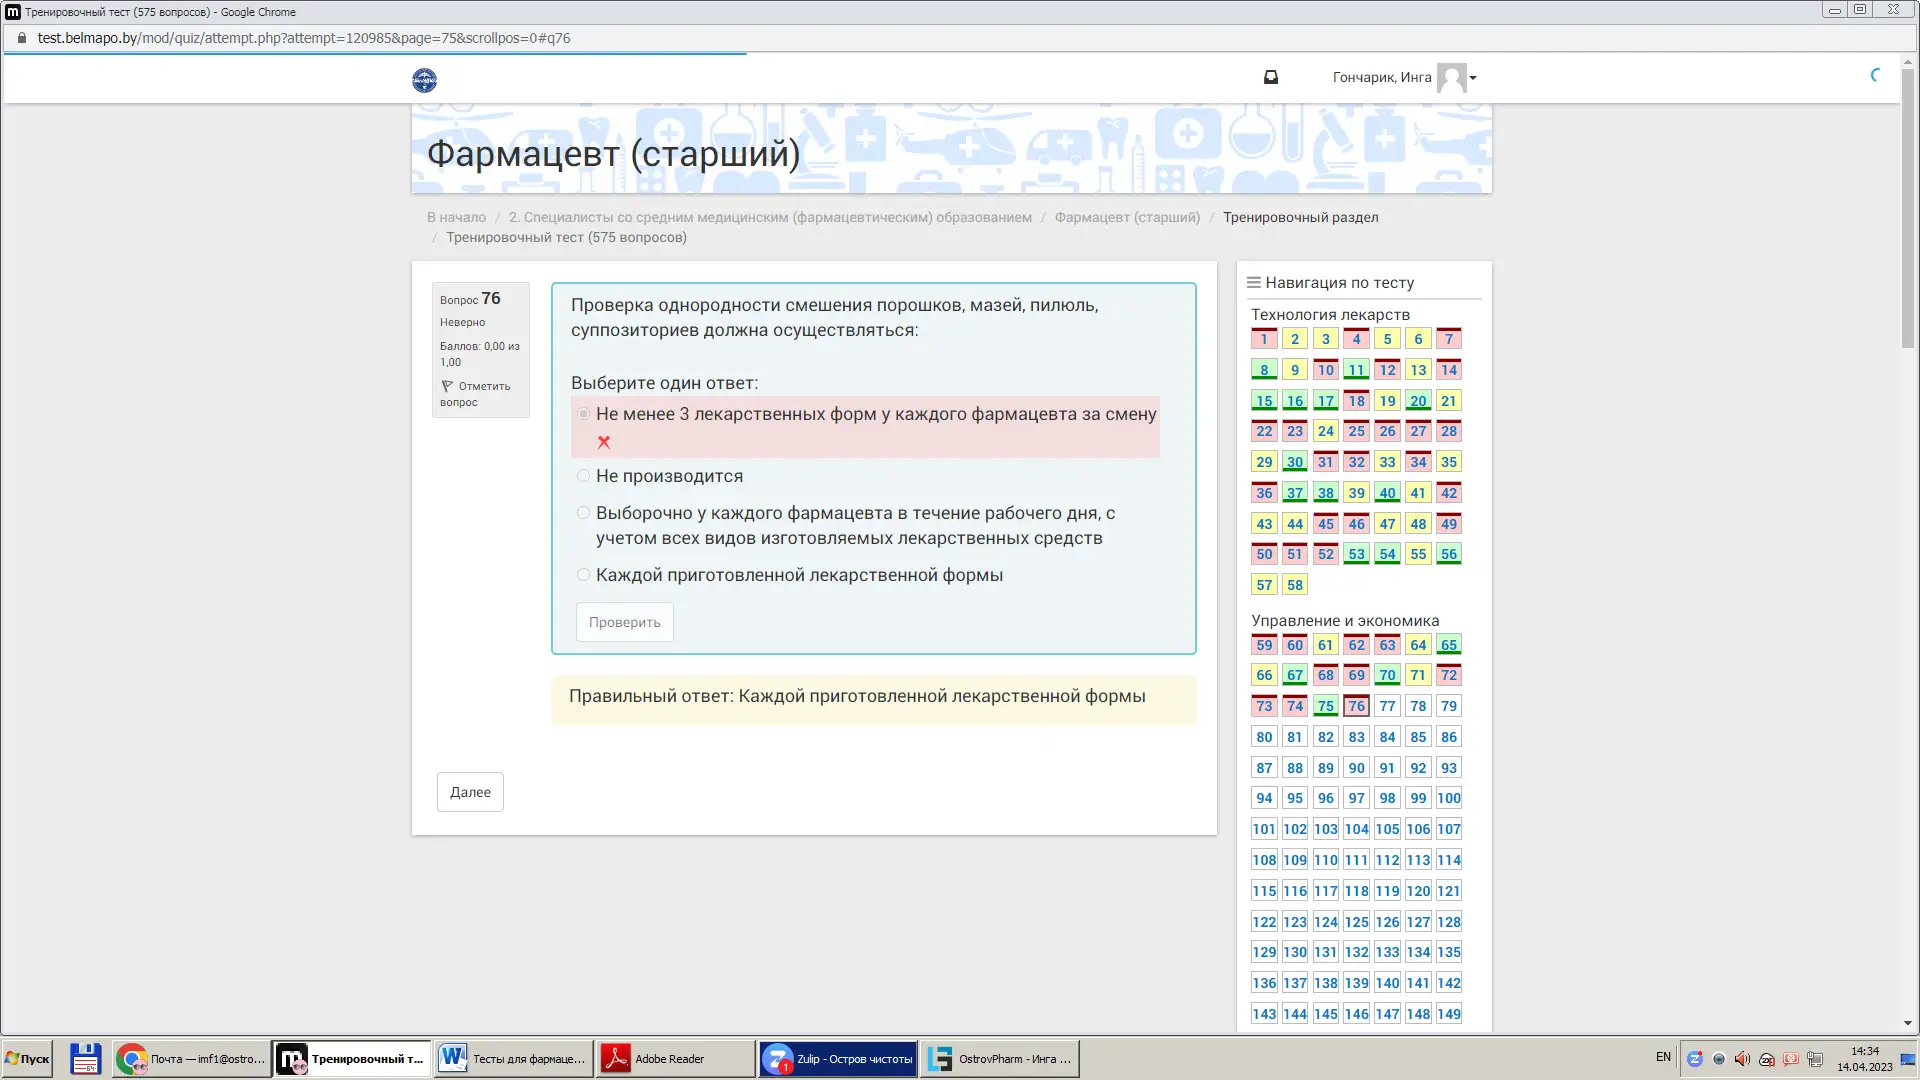 Тренировочный тест (575 вопросов) - Google Chrome
test.belmapo.by/mod/quiz/attempt.php?attempt=120985&page=75&scrollpos=0#q76
Гончарик, Инга
Фармацевт (старший)
В начало / 2. Специалисты со средним медицинским (фармацевтическим) образованием / Фармацевт (старший) / Тренировочный раздел
/ Тренировочный тест (575 вопросов)
Вопрос 76
Неверно
Баллов: 0,00 из
1,00
Отметить
вопрос
Проверка однородности смешения порошков, мазей, пилюль,
суппозиториев должна осуществляться:
Выберите один ответ:
Не менее 3 лекарственных форм у каждого фармацевта за смену
Не производится
Выборочно у каждого фармацевта в течение рабочего дня, с
учетом всех видов изготовляемых лекарственных средств
Каждой приготовленной лекарственной формы
Проверить
Правильный ответ: Каждой приготовленной лекарственной формы
Далее
Навигация по тесту
Технология лекарств
1 2 3 4 5 6 7
8 9 10 11 12 13 14
15 16 17 18 19 20 21
22 23 24 25 26 27 28
29 30 31 32 33 34 35
36 37 38 39 40 41 42
43 44 45 46 47 48 49
50 51 52 53 54 55 56
57 58
Управление и экономика
59 60 61 62 63 64 65
66 67 68 69 70 71 72
73 74 75 76 77 78 79
80 81 82 83 84 85 86
87 88 89 90 91 92 93
94 95 96 97 98 99 100
101 102 103 104 105 106 107
108 109 110 111 112 113 114
115 116 117 118 119 120 121
122 123 124 125 126 127 128
129 130 131 132 133 134 135
136 137 138 139 140 141 142
143 144 145 146 147 148 149
Пуск
64
Почта — imf1@ostro...
Тренировочный т...
Тесты для фармаце...
Adobe Reader
1
Zulip - Остров чистоты
OstrovPharm - Инга ...
EN
14:34
14.04.2023